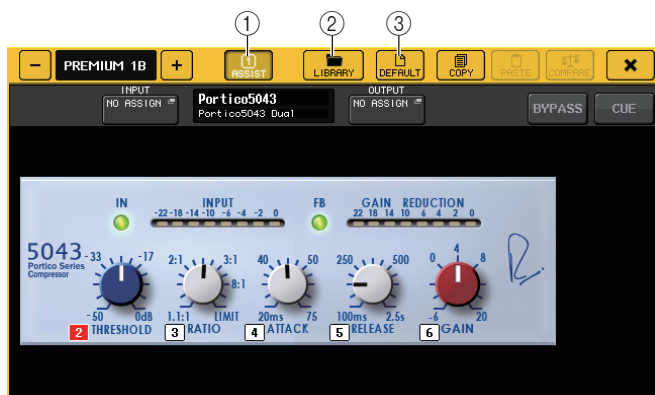 ① ② ③
− PREMIUM 1B + 1 ASSIST LIBRARY DEFAULT COPY PASTE COMPARE ×
INPUT
NO ASSIGN
Portico5043
Portico5043 Dual
OUTPUT
NO ASSIGN
BYPASS CUE
IN INPUT FB GAIN REDUCTION
-22 -18 -14 -10 -6 -4 -2 0 22 18 14 10 6 4 2 0
5043
Portico Series
Compressor
-33 -17 2:1 3:1 8:1 40 50 250 500 0 4 8
-50 0dB 1.1:1 LIMIT 20ms 75 100ms 2.5s -6 20
2 THRESHOLD 3 RATIO 4 ATTACK 5 RELEASE 6 GAIN